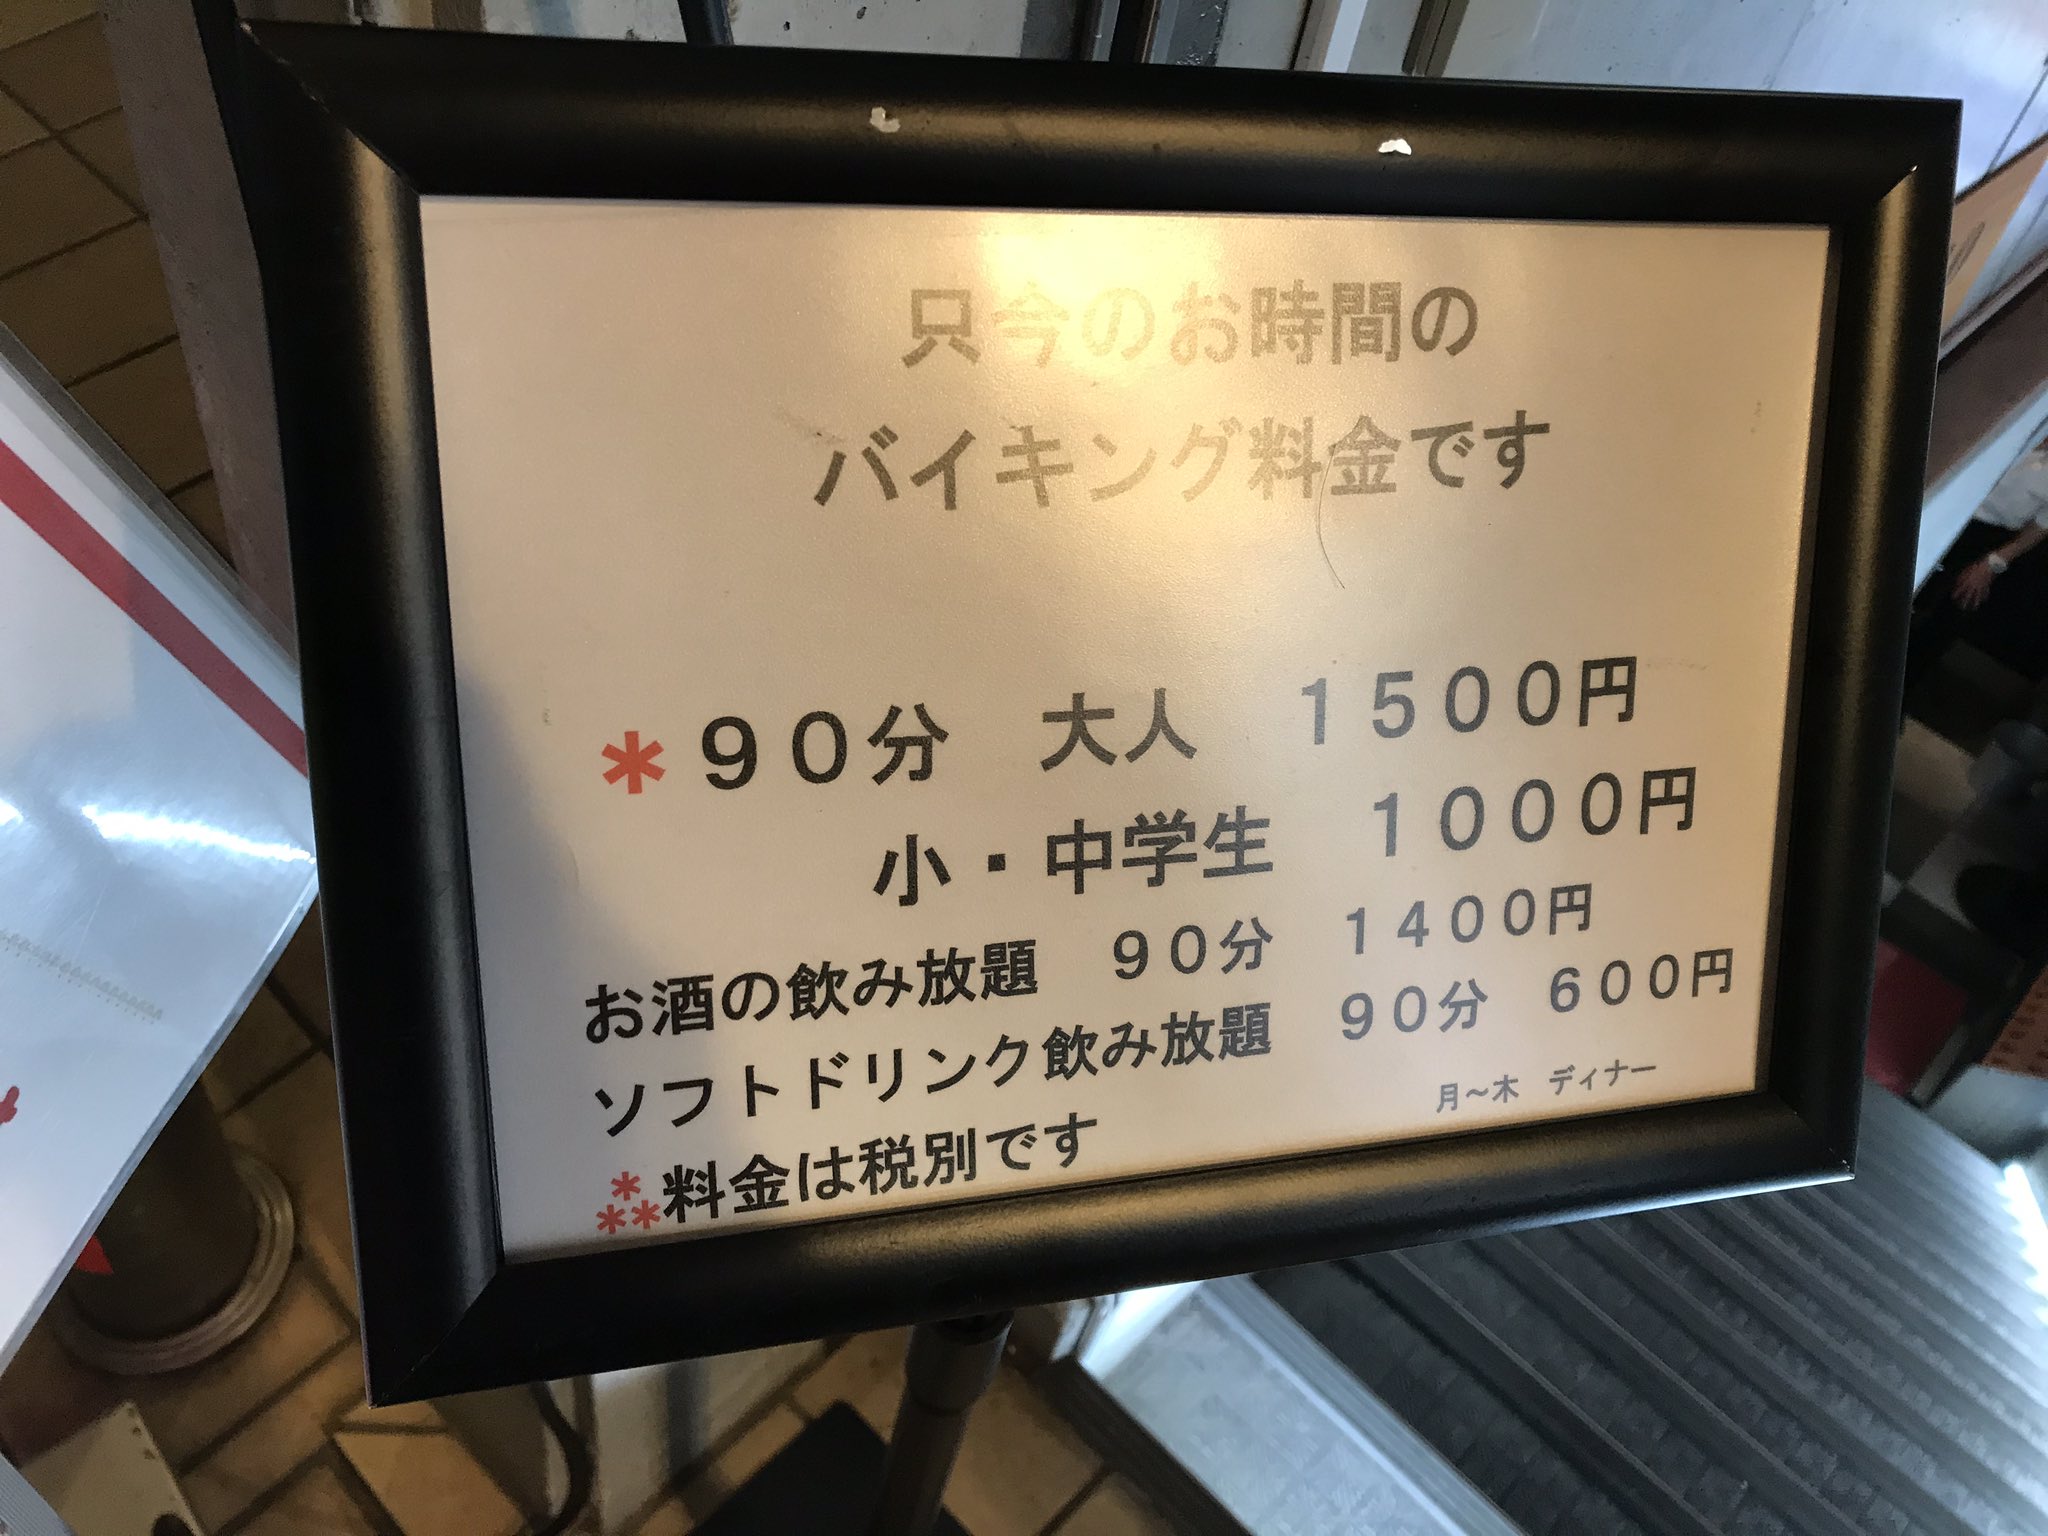 只今のお時間の
バイキング料金です
*９０分　大人　１５００円
小・中学生　１０００円
お酒の飲み放題　９０分　１４００円
ソフトドリンク飲み放題　９０分　６００円
月～木　ディナー
***料金は税別です